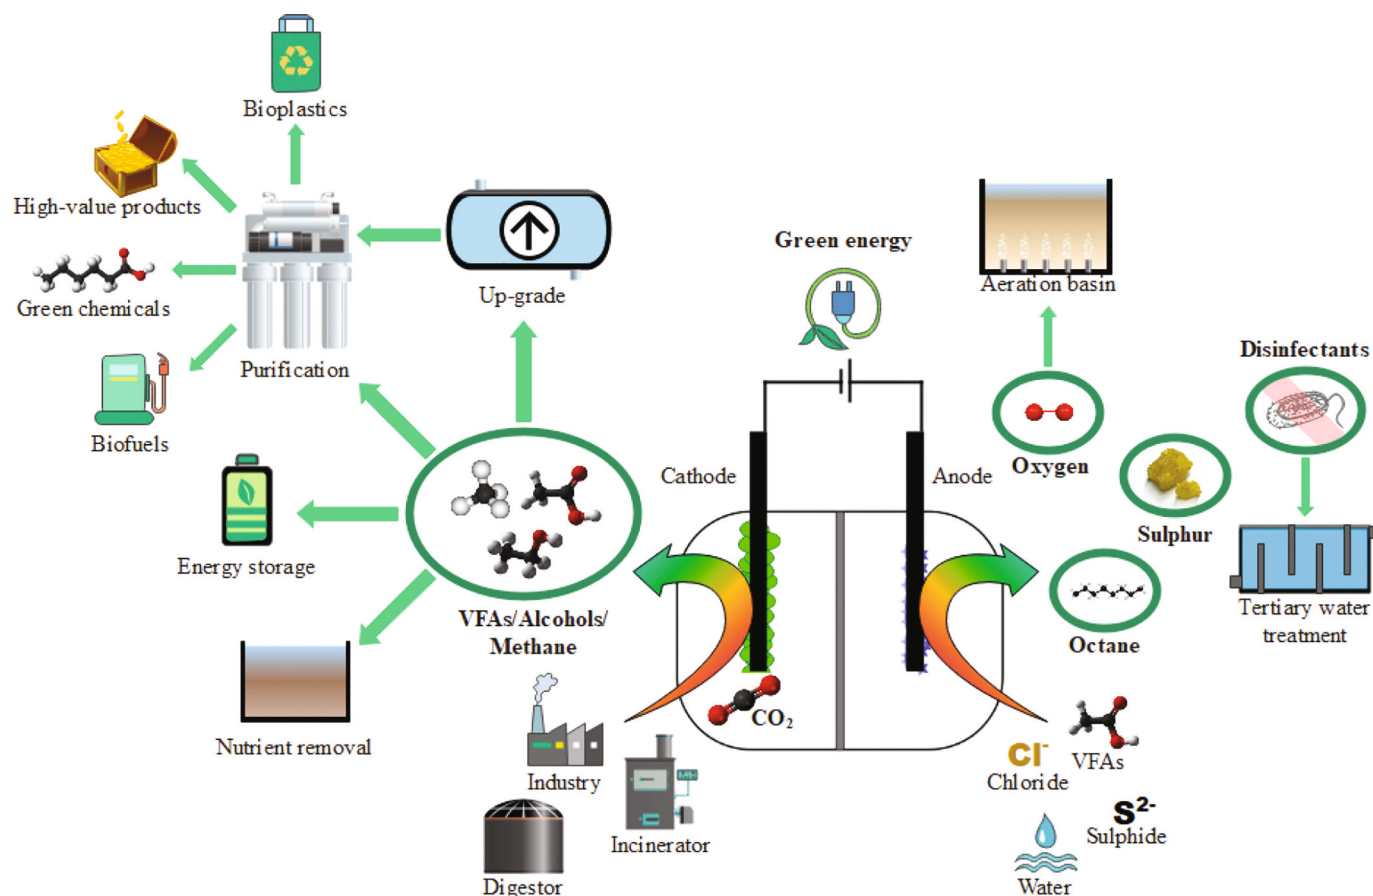 Bioplastics
High-value products
Green chemicals
Biofuels
Purification
Up-grade
Energy storage
Nutrient removal
VFAs/Alcohols/
Methane
Industry
Digestor
Incinerator
Green energy
Cathode
Anode
CO₂
Aeration basin
Oxygen
Sulphur
Disinfectants
Tertiary water
treatment
Octane
VFAs
Cl⁻
Chloride
S²⁻
Sulphide
Water